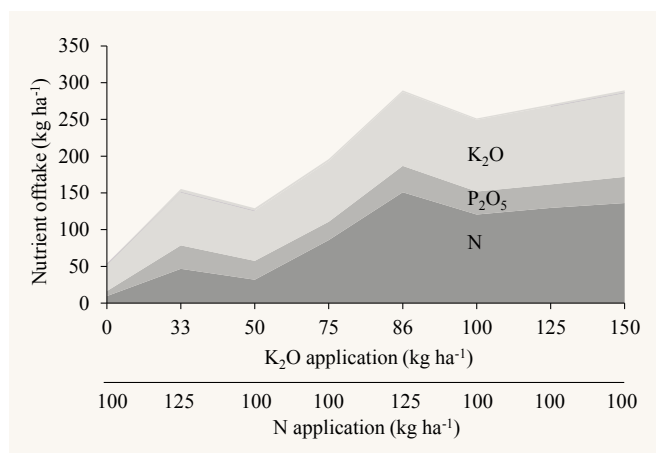 Nutrient offtake (kg ha⁻¹)
350
300
250
200
150
100
50
0
K₂O
P₂O₅
N
0 33 50 75 86 100 125 150
K₂O application (kg ha⁻¹)
100 125 100 100 125 100 100 100
N application (kg ha⁻¹)